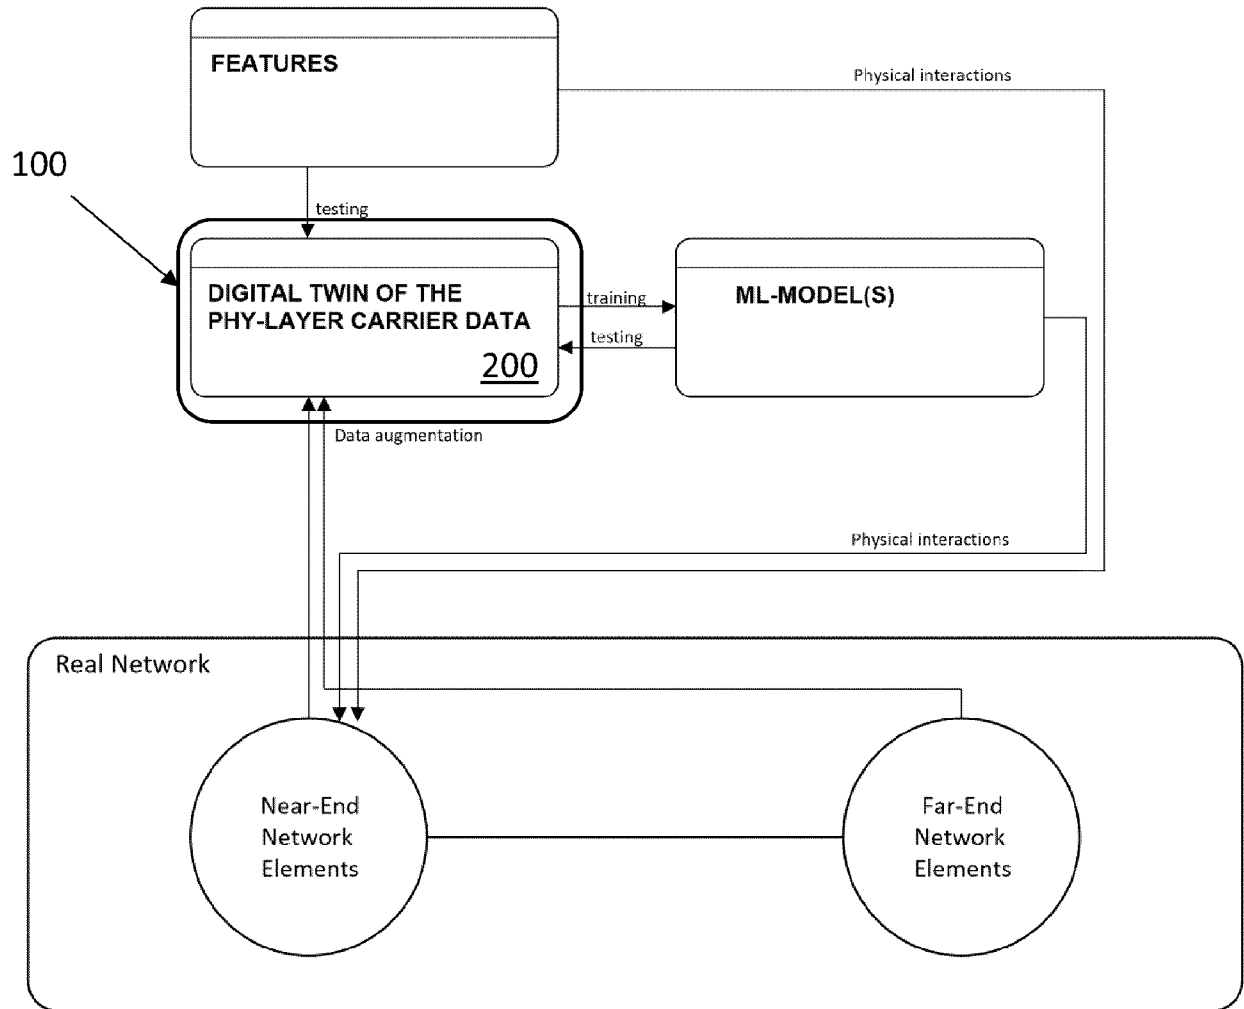 FEATURES
Physical interactions
100
testing
DIGITAL TWIN OF THE
PHY-LAYER CARRIER DATA
200
training
testing
ML-MODEL(S)
Data augmentation
Physical interactions
Real Network
Near-End
Network
Elements
Far-End
Network
Elements